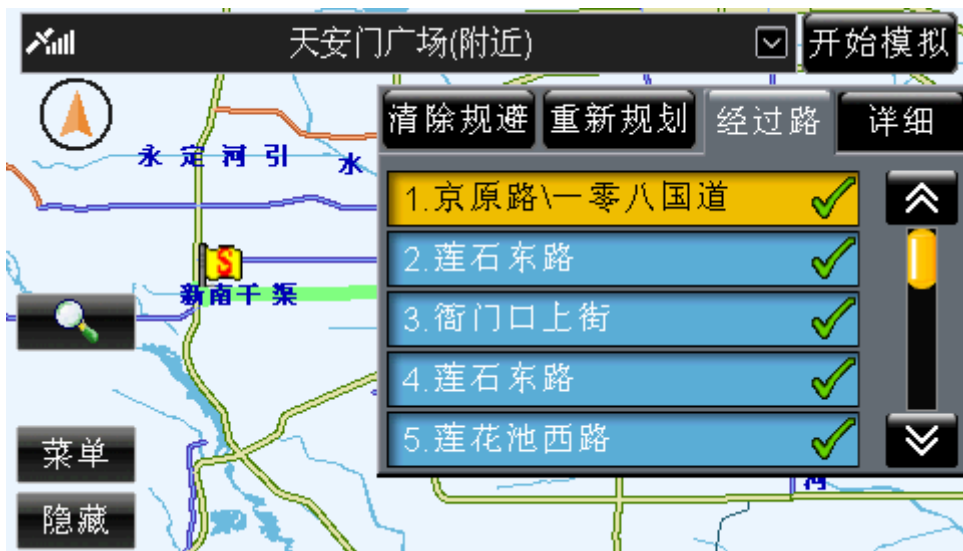 天安门广场(附近)
开始模拟
清除规避
重新规划
经过路
详细
永定河引水
1.京原路\一零八国道
2.莲石东路
S
新南干渠
3.衙门口上街
4.莲石东路
5.莲花池西路
菜单
河
隐藏